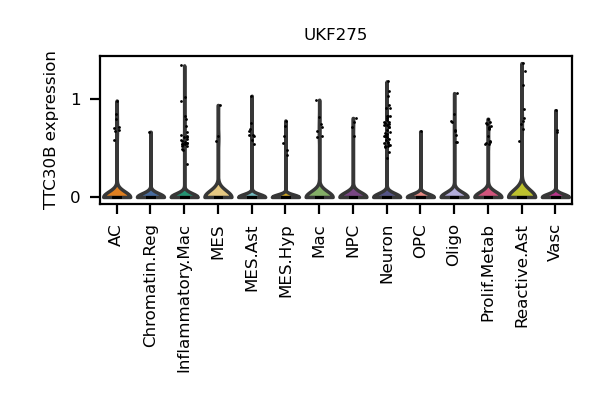 UKF275
TTC30B expression
1
0
AC
Chromatin.Reg
Inflammatory.Mac
MES
MES.Ast
MES.Hyp
Mac
NPC
Neuron
OPC
Oligo
Prolif.Metab
Reactive.Ast
Vasc